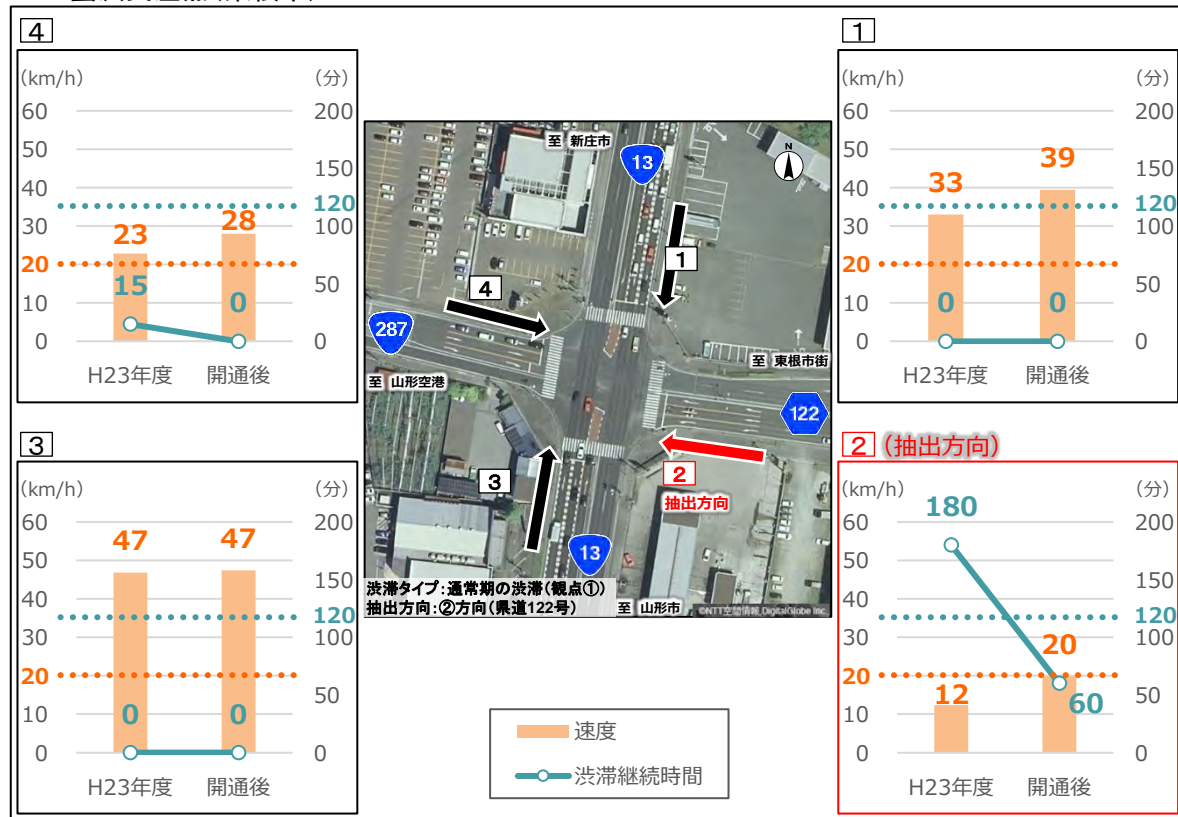 4
(km/h)
(分)
60
50
40
30
20
10
0
200
150
120
100
50
0
23
28
15
0
H23年度
開通後
1
(km/h)
(分)
60
50
40
30
20
10
0
200
150
120
100
50
0
33
39
0
0
H23年度
開通後
至 新庄市
13
N
1
4
287
至 東根市街
至 山形空港
122
3
2
抽出方向
13
渋滞タイプ：通常期の渋滞(観点①)
抽出方向：②方向(県道122号)
至 山形市
©NTT空間情報 DigitalGlobe Inc.
3
(km/h)
(分)
60
50
40
30
20
10
0
200
150
120
100
50
0
47
47
0
0
H23年度
開通後
2 (抽出方向)
(km/h)
(分)
60
50
40
30
20
10
0
200
150
120
100
50
0
180
20
12
60
H23年度
開通後
速度
渋滞継続時間